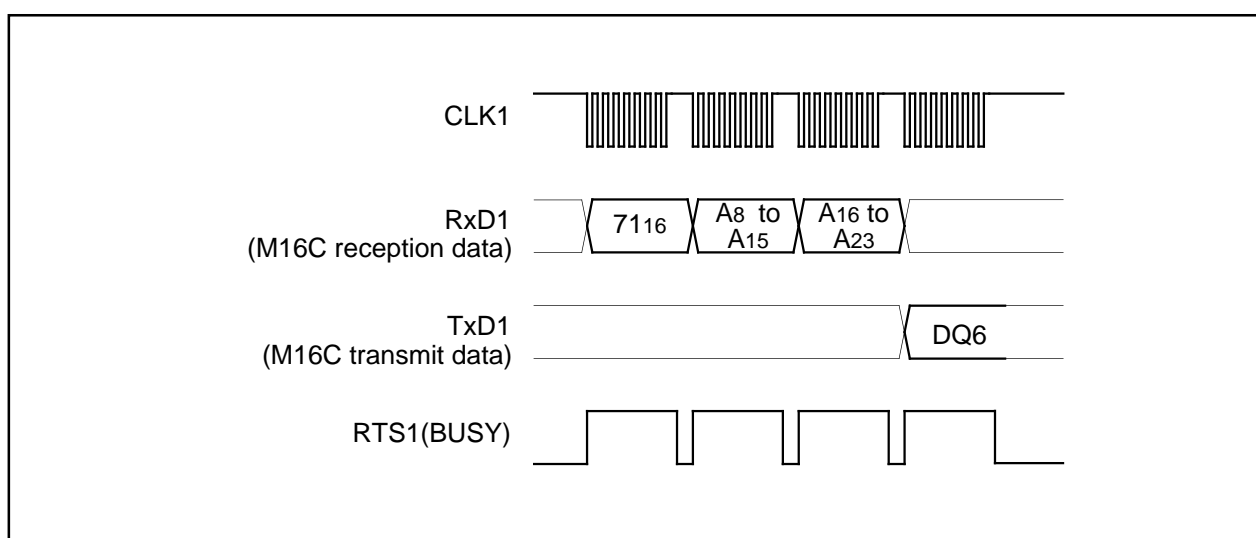 CLK1
RxD1
(M16C reception data)
7116
A8 to
A15
A16 to
A23
TxD1
(M16C transmit data)
DQ6
RTS1(BUSY)